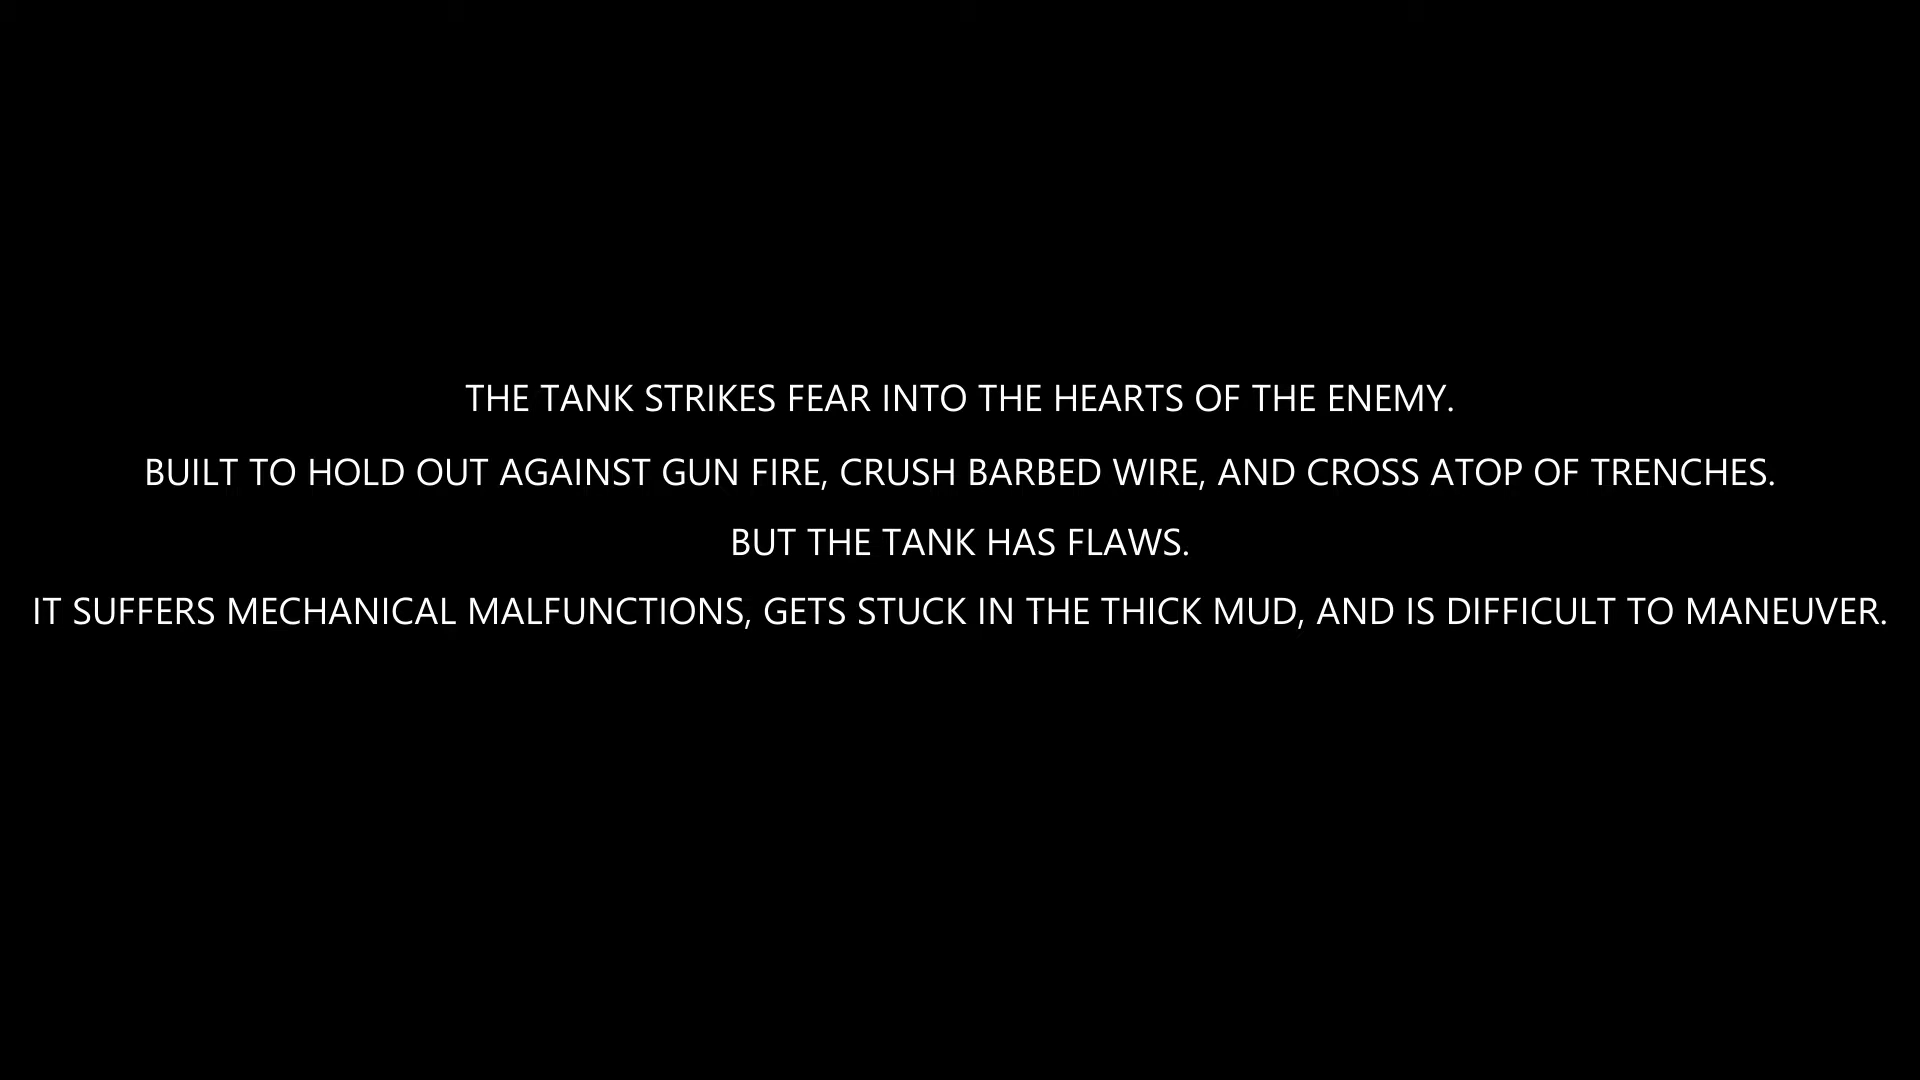 THE TANK STRIKES FEAR INTO THE HEARTS OF THE ENEMY.
BUILT TO HOLD OUT AGAINST GUN FIRE, CRUSH BARBED WIRE, AND CROSS ATOP OF TRENCHES.
BUT THE TANK HAS FLAWS.
IT SUFFERS MECHANICAL MALFUNCTIONS, GETS STUCK IN THE THICK MUD, AND IS DIFFICULT TO MANEUVER.